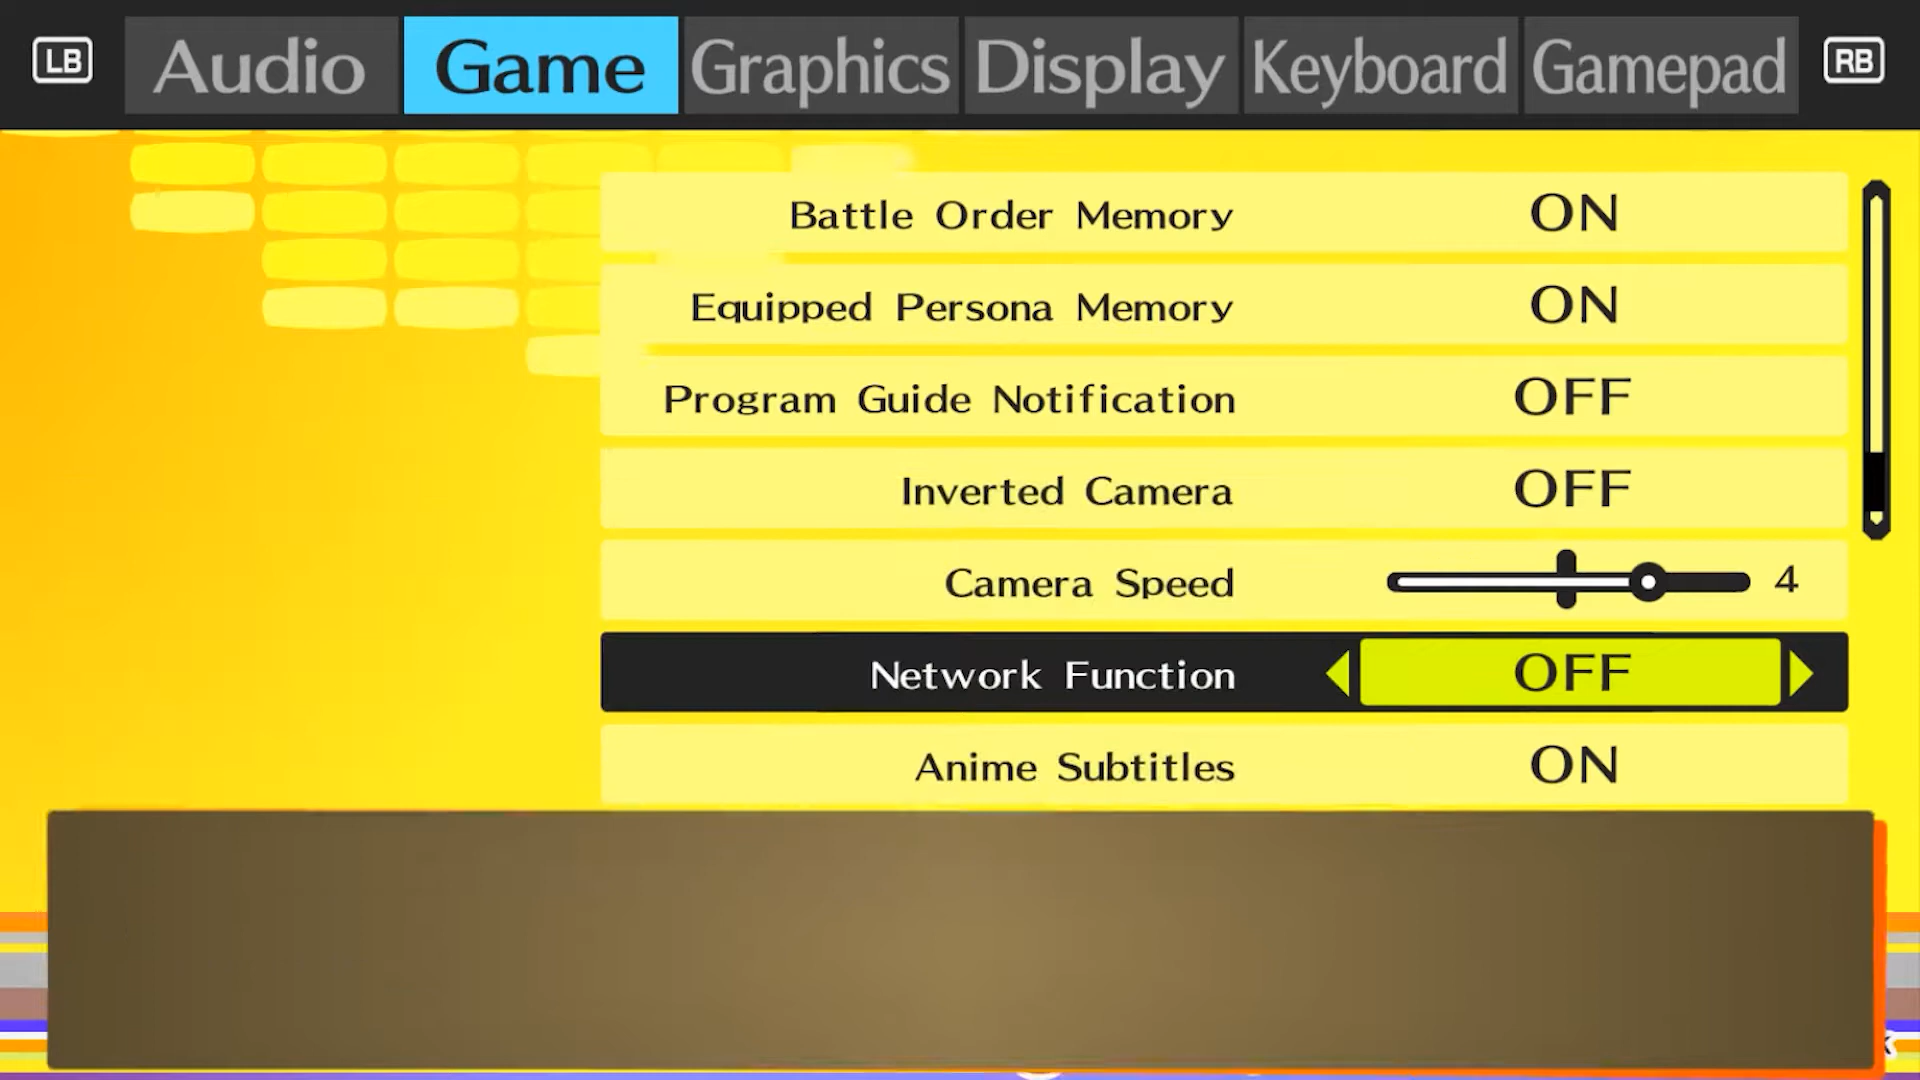 LB Audio Game Graphics Display Keyboard Gamepad RB
Battle Order Memory ON
Equipped Persona Memory ON
Program Guide Notification OFF
Inverted Camera OFF
Camera Speed 4
Network Function OFF
Anime Subtitles ON